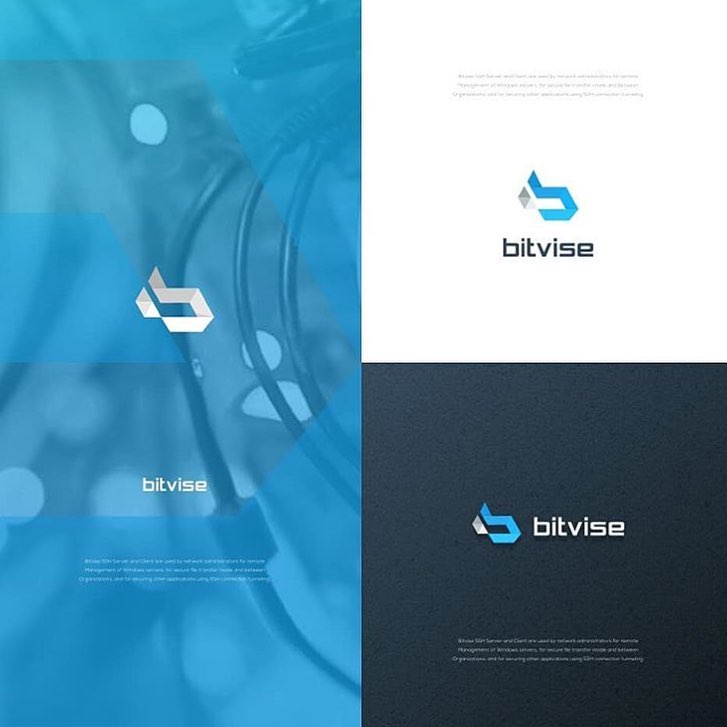 bitvise
Bitvise SSH Server and Client are used by network administrators for remote
Management of Windows servers, for secure file transfer inside and between
Organizations, and for securing other applications using SSH connection tunneling.
Bitvise SSH Server and Client are used by network administrators for remote
Management of Windows servers, for secure file transfer inside and between
Organizations, and for securing other applications using SSH connection tunneling.
bitvise
bitvise
Bitvise SSH Server and Client are used by network administrators for remote
Management of Windows servers, for secure file transfer inside and between
Organizations, and for securing other applications using SSH connection tunneling.